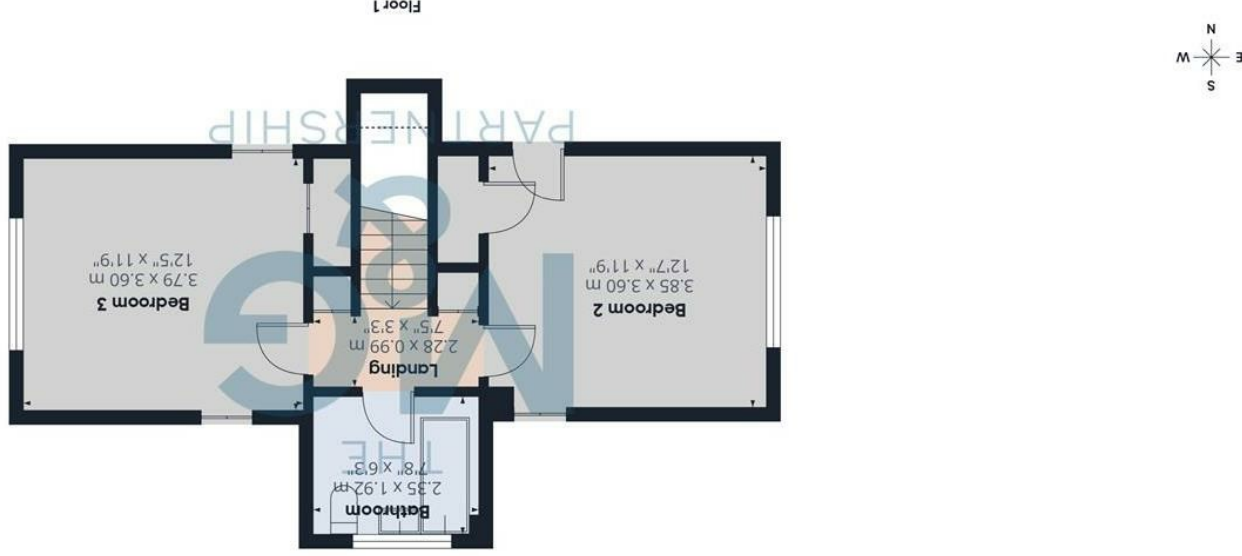 Bathroom
2.35 x 1.92 m
7'8" x 6'3"
THE
Landing
2.28 x 0.99 m
7'5" x 3'3"
Bedroom 2
3.85 x 3.60 m
12'7" x 11'9"
Bedroom 3
3.79 x 3.60 m
12'5" x 11'9"
&
PARTNERSHIP
S
E W
N
Floor 1